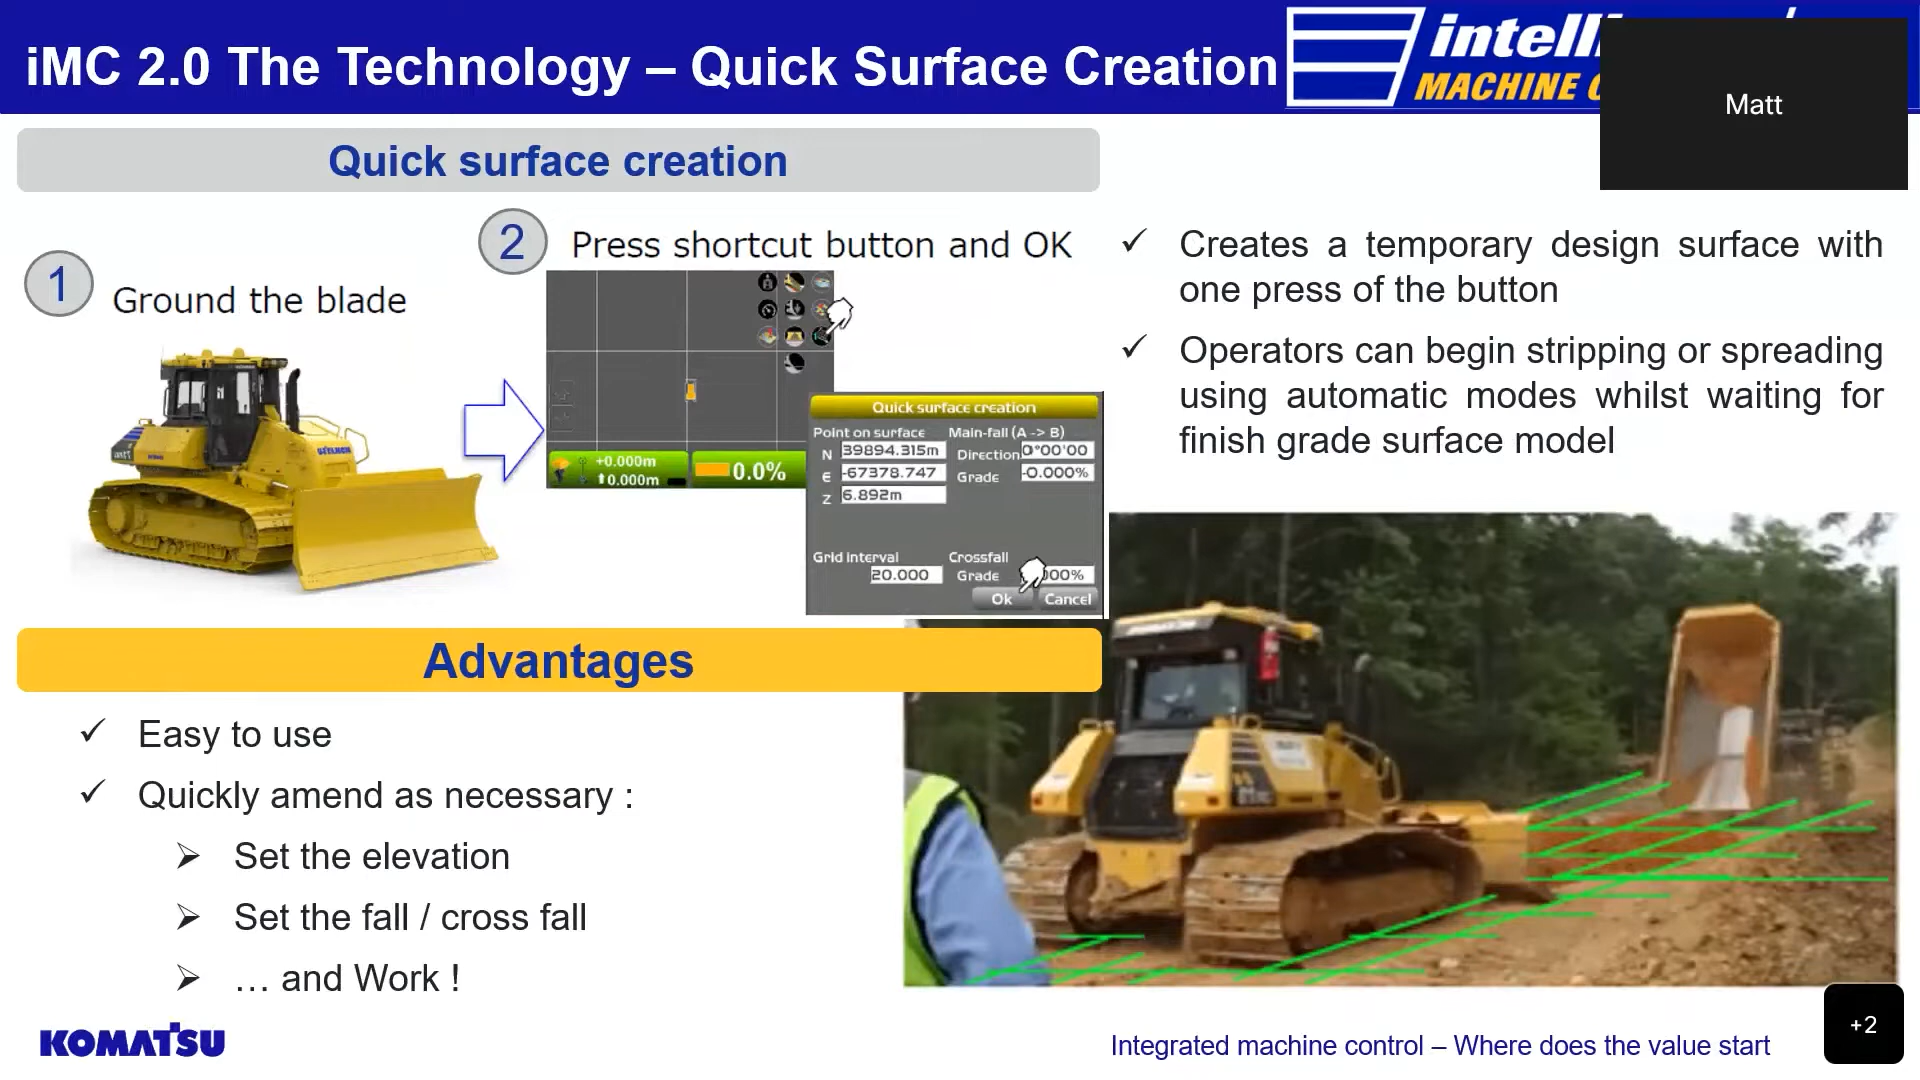 iMC 2.0 The Technology – Quick Surface Creation
MACHINE
Matt
Quick surface creation
1
Ground the blade
2
Press shortcut button and OK
+0.000m
0.000m
0.0%
Quick surface creation
Point on surface
Main-fall (A -> B)
N 39894.315m
Direction 0°00'00
E -67378.747
Grade -0.000%
Z 6.892m
Grid interval
Crossfall
20.000
Grade
Ok
Cancel
Creates a temporary design surface with
one press of the button
Operators can begin stripping or spreading
using automatic modes whilst waiting for
finish grade surface model
Advantages
Easy to use
Quickly amend as necessary :
Set the elevation
Set the fall / cross fall
… and Work !
KOMATSU
Integrated machine control – Where does the value start
+2